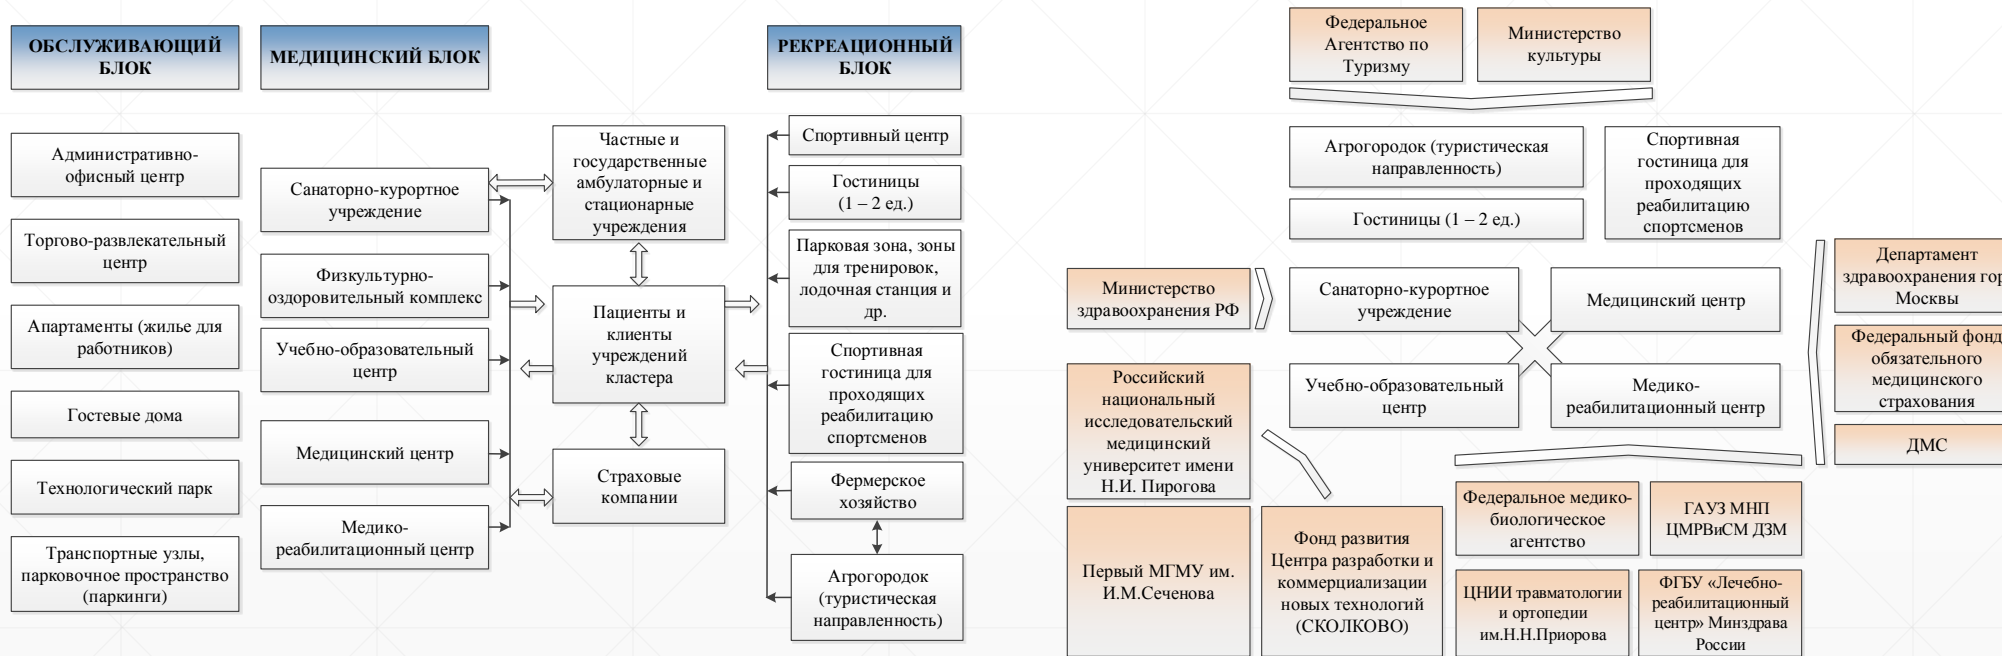 ОБСЛУЖИВАЮЩИЙ
БЛОК
МЕДИЦИНСКИЙ БЛОК
РЕКРЕАЦИОННЫЙ
БЛОК
Административно-
офисный центр
Торгово-развлекательный
центр
Апартаменты (жилье для
работников)
Гостевые дома
Технологический парк
Транспортные узлы,
парковочное пространство
(паркинги)
Санаторно-курортное
учреждение
Физкультурно-
оздоровительный комплекс
Учебно-образовательный
центр
Медицинский центр
Медико-
реабилитационный центр
Частные и
государственные
амбулаторные и
стационарные
учреждения
Пациенты и
клиенты
учреждений
кластера
Страховые
компании
Спортивный центр
Гостиницы
(1 – 2 ед.)
Парковая зона, зоны
для тренировок,
лодочная станция и
др.
Спортивная
гостиница для
проходящих
реабилитацию
спортсменов
Фермерское
хозяйство
Агрогородок
(туристическая
направленность)
Федеральное
Агентство по
Туризму
Министерство
культуры
Агрогородок (туристическая
направленность)
Гостиницы (1 – 2 ед.)
Спортивная
гостиница для
проходящих
реабилитацию
спортсменов
Министерство
здравоохранения РФ
Санаторно-курортное
учреждение
Медицинский центр
Учебно-образовательный
центр
Медико-
реабилитационный центр
Департамент
здравоохранения гор
Москвы
Федеральный фонд
обязательного
медицинского
страхования
ДМС
Российский
национальный
исследовательский
медицинский
университет имени
Н.И. Пирогова
Первый МГМУ им.
И.М.Сеченова
Фонд развития
Центра разработки и
коммерциализации
новых технологий
(СКОЛКОВО)
Федеральное медико-
биологическое
агентство
ГАУЗ МНП
ЦМРВиСМ ДЗМ
ЦНИИ травматологии
и ортопедии
им.Н.Н.Приорова
ФГБУ «Лечебно-
реабилитационный
центр» Минздрава
России